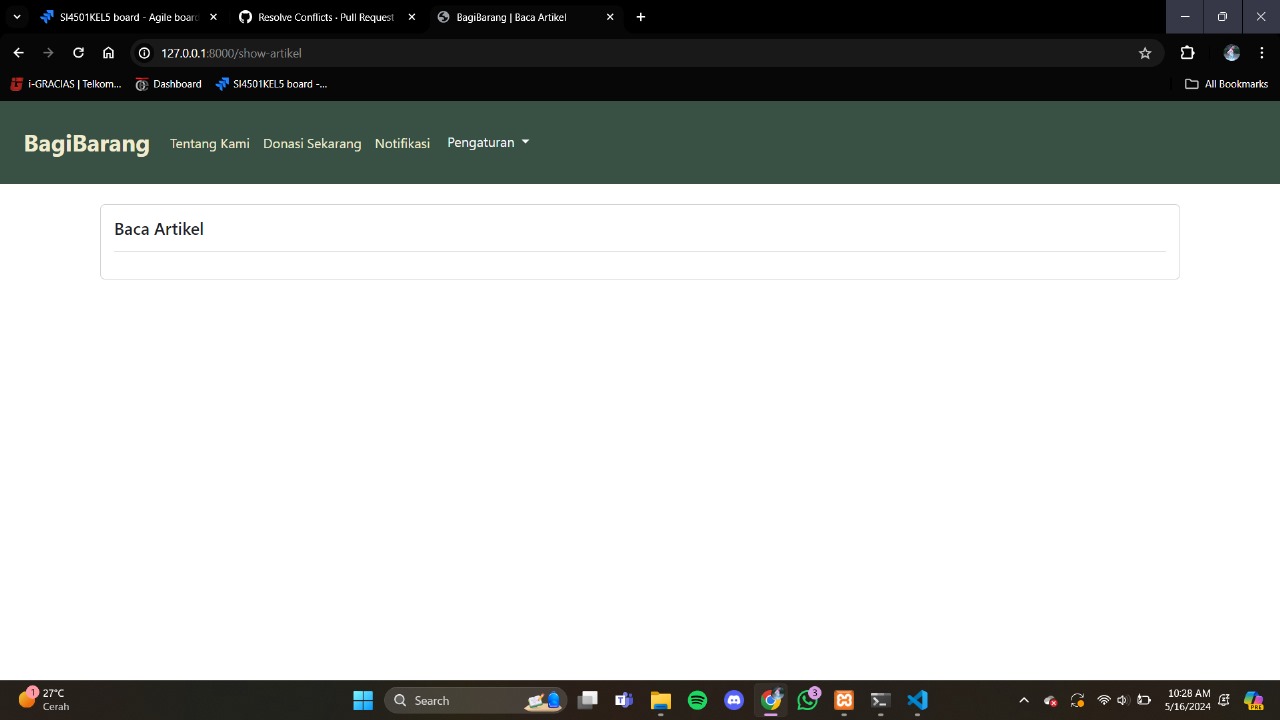 SI4501KEL5 board - Agile board
Resolve Conflicts · Pull Request
BagiBarang | Baca Artikel
127.0.0.1:8000/show-artikel
i-GRACIAS | Telkom...
Dashboard
SI4501KEL5 board -...
All Bookmarks
BagiBarang
Tentang Kami
Donasi Sekarang
Notifikasi
Pengaturan
Baca Artikel
1
27°C
Cerah
Search
3
10:28 AM
5/16/2024
PRE